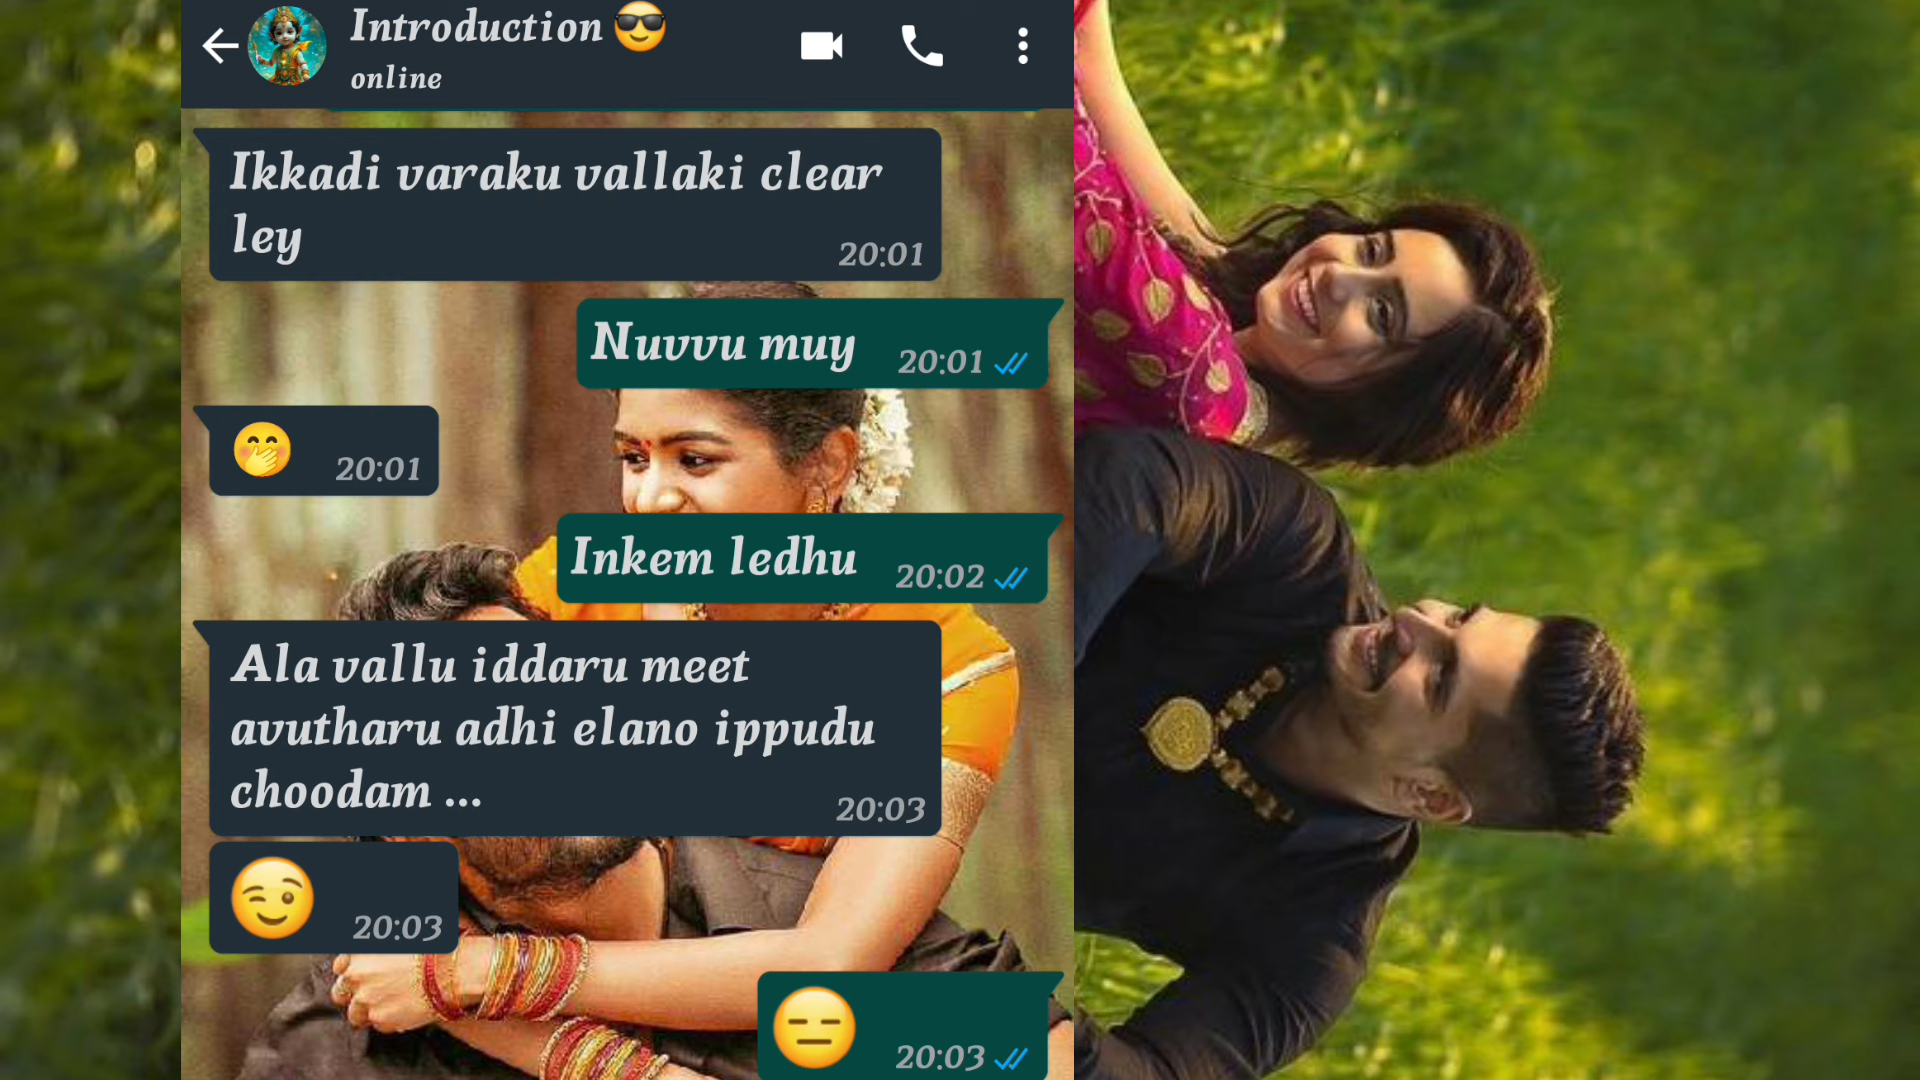 Introduction 😎
online
Ikkadi varaku vallaki clear
ley
20:01
Nuvvu muy 20:01
🤭 20:01
Inkem ledhu 20:02
Ala vallu iddaru meet
avutharu adhi elano ippudu
choodam ...
20:03
😉 20:03
😑 20:03